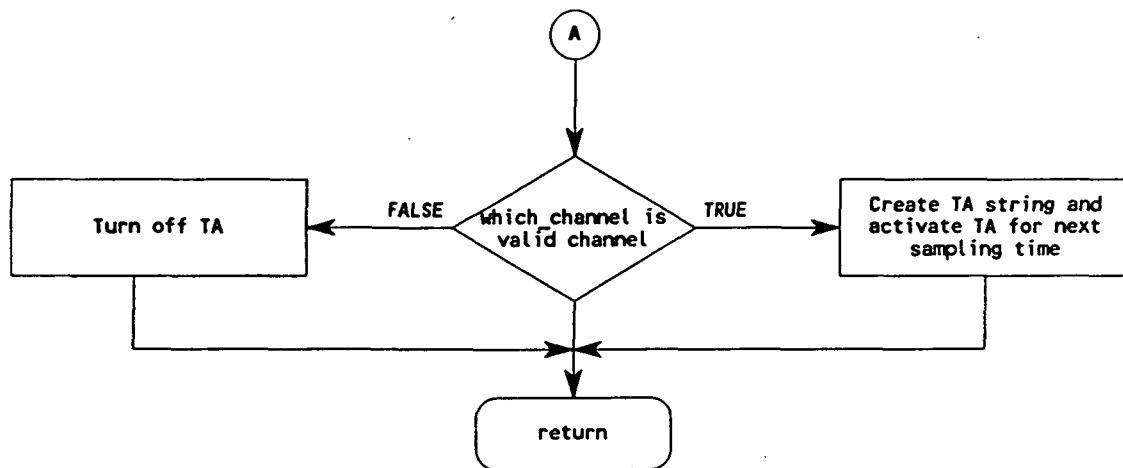 A
FALSE
which_channel is
valid channel
TRUE
Turn off TA
Create TA string and
activate TA for next
sampling time
return